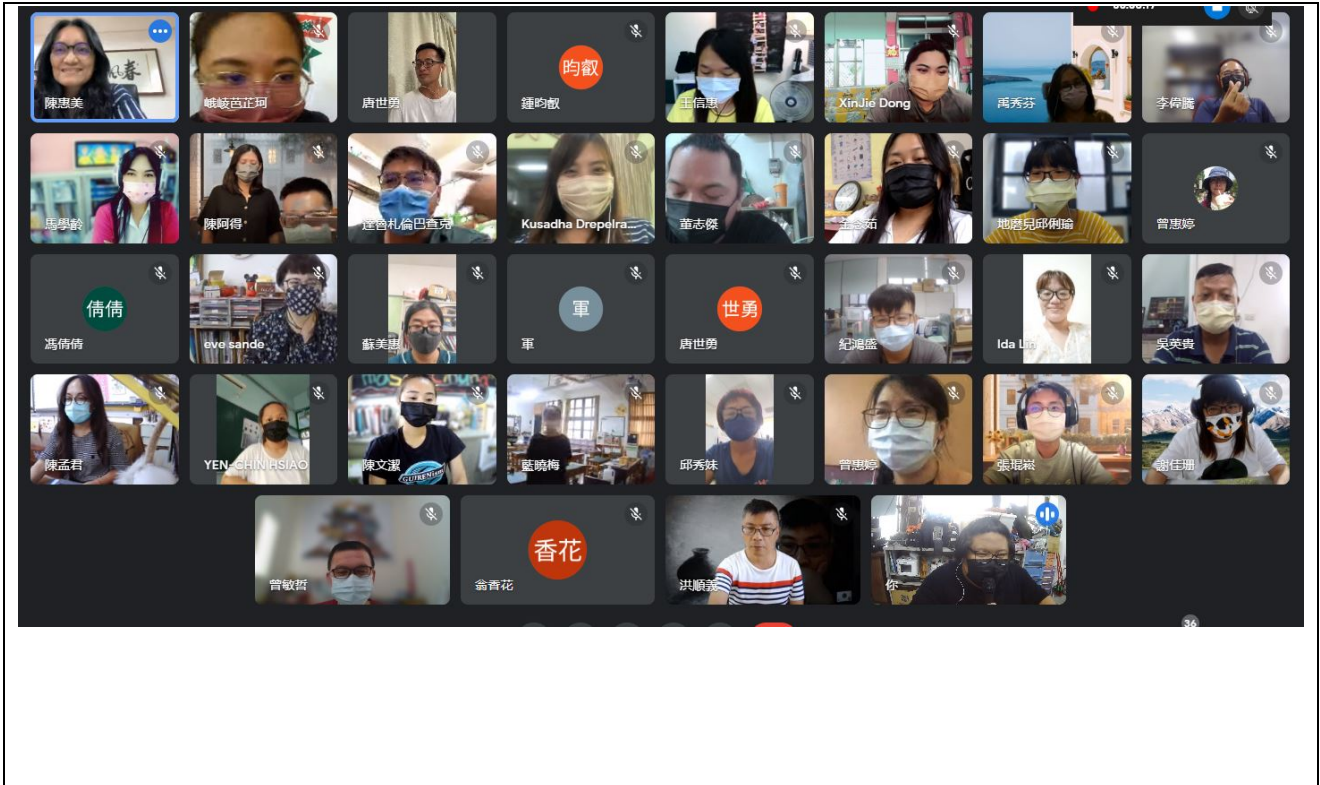 風春
陳惠美
峨崚芭芷珂
唐世勇
昀叡
鍾昀叡
王信惠
XinJie Dong
禹秀芬
李偉騰
馬學齡
陳阿得
達魯札倫巴查克
Kusadha Drepelra...
董志傑
地磨兒邱俐瑜
曾惠婷
倩倩
馮倩倩
eve sande
蘇美惠
軍
軍
世勇
唐世勇
紀鴻盛
Ida Lin
吳英貴
陳孟君
YEN-CHIN HSIAO
陳文潔
藍曉梅
邱秀妹
曾惠婷
張琨崧
謝佳珊
曾敏哲
香花
翁香花
洪順義
你
36